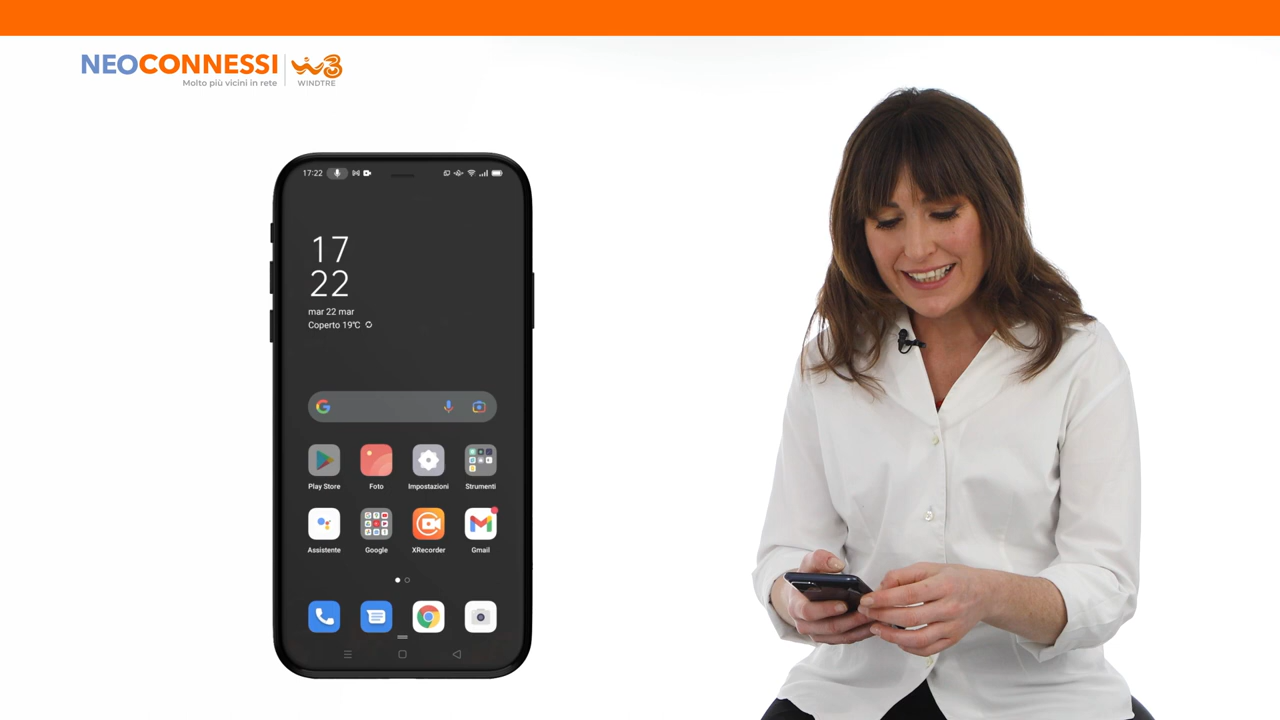 NEOCONNESSI
Molto più vicini in rete
WINDTRE
17:22
17
22
mar 22 mar
Coperto 19°C
Play Store
Foto
Impostazioni
Strumenti
Assistente
Google
XRecorder
Gmail